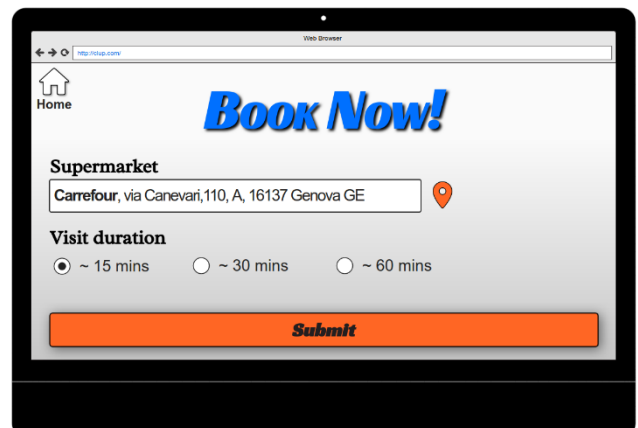 Web Browser
http://clup.com/
Home
Book Now!
Supermarket
Carrefour, via Canevari,110, A, 16137 Genova GE
Visit duration
~ 15 mins ~ 30 mins ~ 60 mins
Submit